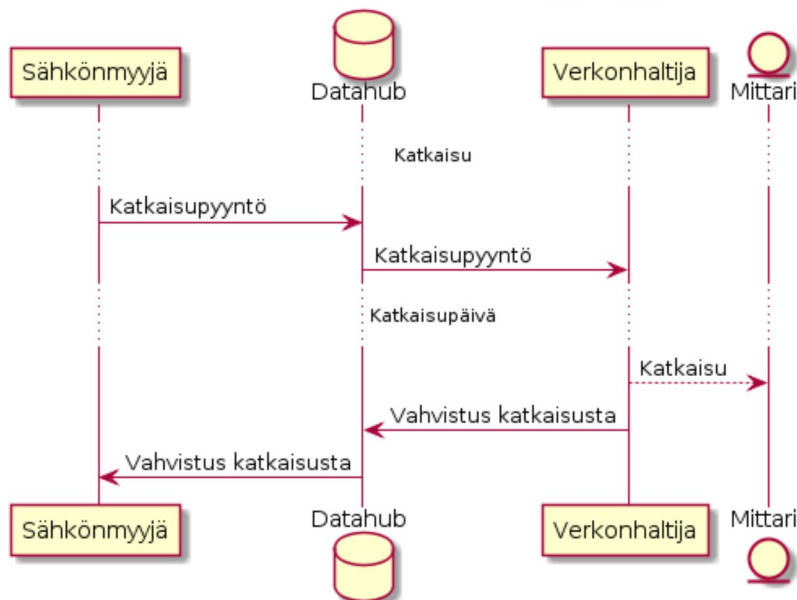 Sähkönmyyjä
Datahub
Verkonhaltija
Mittari
Katkaisu
Katkaisupyyntö
Katkaisupyyntö
Katkaisupäivä
Katkaisu
Vahvistus katkaisusta
Vahvistus katkaisusta
Sähkönmyyjä
Datahub
Verkonhaltija
Mittari